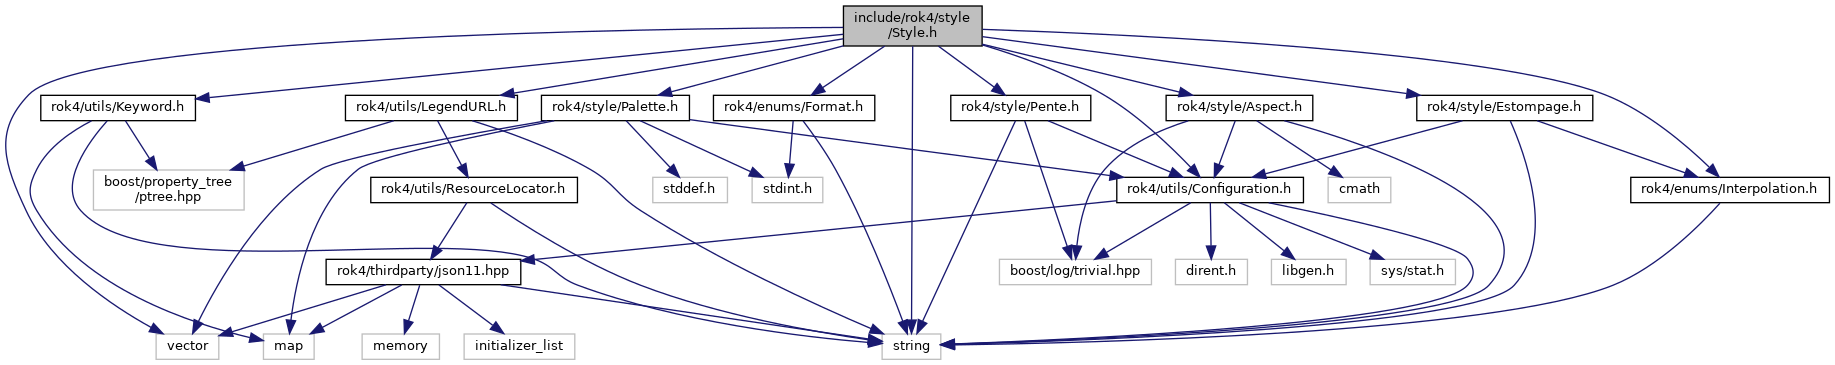 include/rok4/style
/Style.h
rok4/utils/Keyword.h
rok4/utils/LegendURL.h
rok4/style/Palette.h
rok4/enums/Format.h
rok4/style/Pente.h
rok4/style/Aspect.h
rok4/style/Estompage.h
boost/property_tree
/ptree.hpp
rok4/utils/ResourceLocator.h
stddef.h
stdint.h
rok4/utils/Configuration.h
cmath
rok4/enums/Interpolation.h
rok4/thirdparty/json11.hpp
boost/log/trivial.hpp
dirent.h
libgen.h
sys/stat.h
vector
map
memory
initializer_list
string